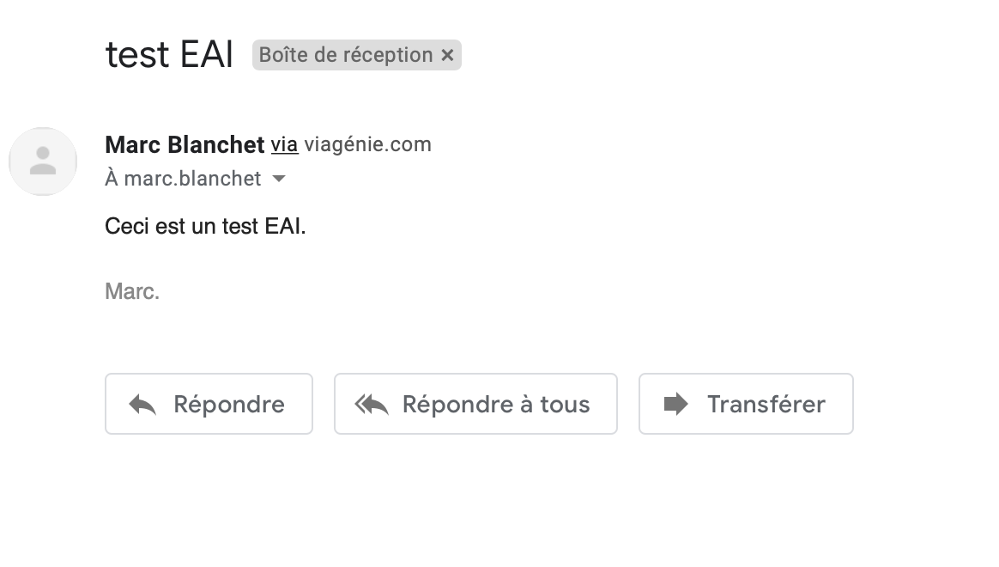 test EAI Boîte de réception ×
Marc Blanchet via viagénie.com
À marc.blanchet
Ceci est un test EAI.
Marc.
Répondre Répondre à tous Transférer